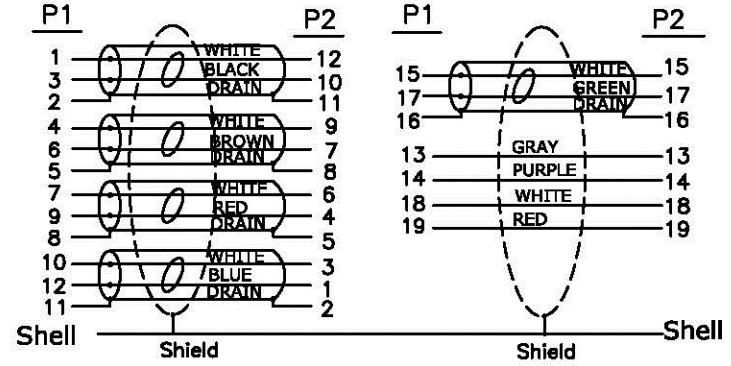 P1 P2
1 WHITE 12
3 BLACK 10
2 DRAIN 11
4 WHITE 9
6 BROWN 7
5 DRAIN 8
7 WHITE 6
9 RED 4
8 DRAIN 5
10 WHITE 3
12 BLUE 1
11 DRAIN 2
P1 P2
15 WHITE 15
17 GREEN 17
16 DRAIN 16
13 GRAY 13
14 PURPLE 14
18 WHITE 18
19 RED 19
Shell Shell
Shield Shield